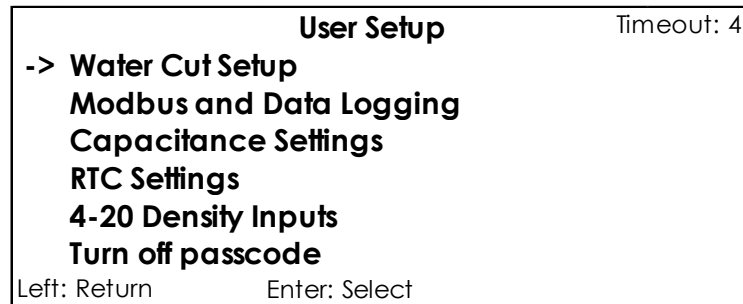 User Setup Timeout: 4
-> Water Cut Setup
Modbus and Data Logging
Capacitance Settings
RTC Settings
4-20 Density Inputs
Turn off passcode
Left: Return Enter: Select